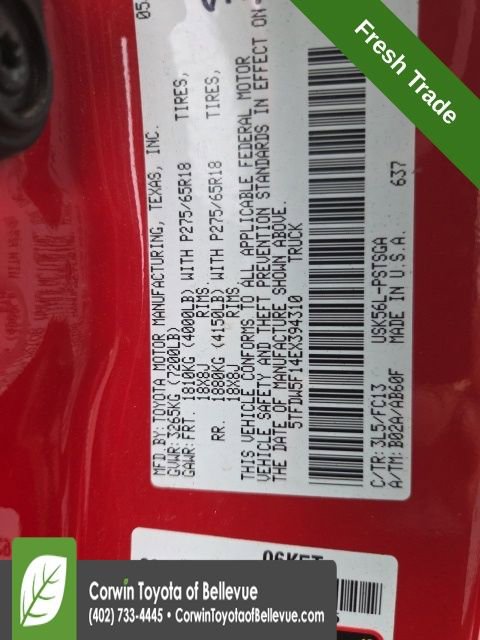 Fresh Trade
05
MFD BY: TOYOTA MOTOR MANUFACTURING, TEXAS, INC.
GVWR: 3265KG (7200LB)
GAWR: FRT. 1810KG (4000LB) WITH P275/65R18 TIRES,
18X8J RIMS.
RR. 1880KG (4150LB) WITH P275/65R18 TIRES,
18X8J RIMS.
THIS VEHICLE CONFORMS TO ALL APPLICABLE FEDERAL MOTOR
VEHICLE SAFETY AND THEFT PREVENTION STANDARDS IN EFFECT ON
THE DATE OF MANUFACTURE SHOWN ABOVE.
5TFDW5F14EX394310 TRUCK
C/TR: 3L5/FC13 USK56L-PSTSGA
A/TM: B02A/AB60F MADE IN U.S.A. 637
Corwin Toyota of Bellevue
(402) 733-4445 • CorwinToyotaofBellevue.com